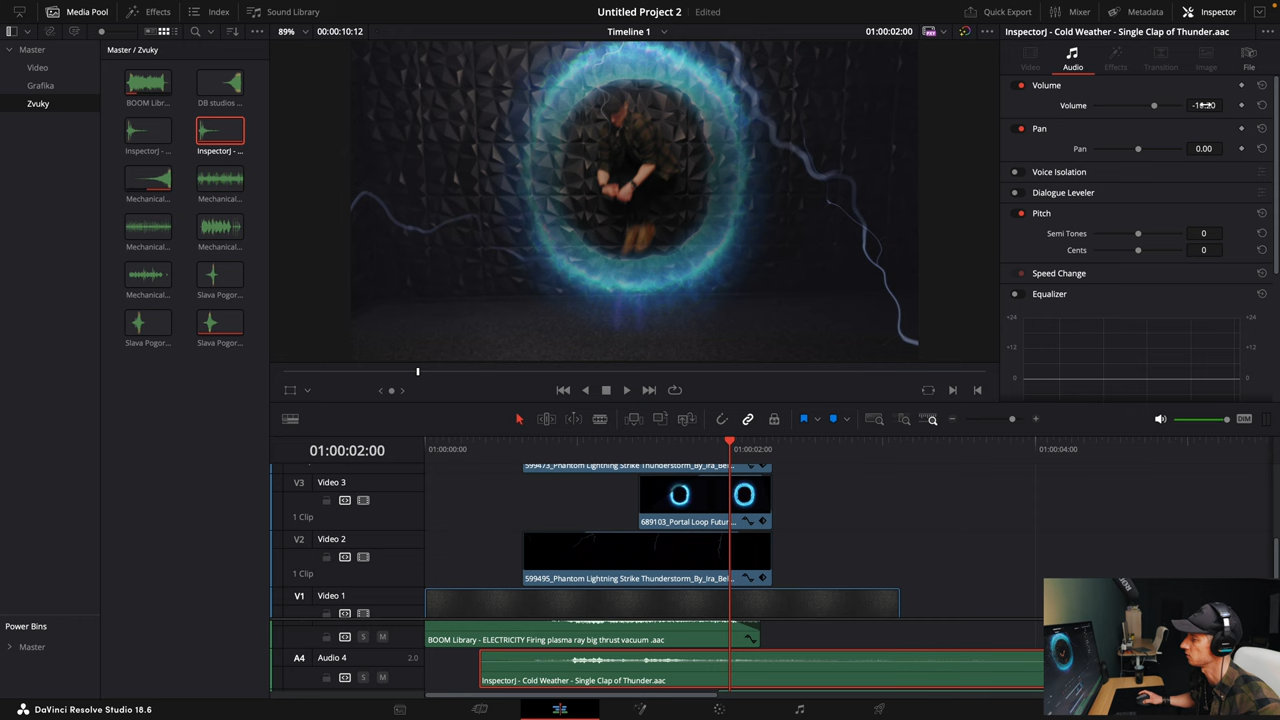 Media Pool
Effects
Index
Sound Library
Untitled Project 2
Edited
Quick Export
Mixer
Metadata
Inspector
89%
00:00:10:12
Timeline 1
01:00:02:00
InspectorJ - Cold Weather - Single Clap of Thunder.aac
Master
Video
Grafika
Zvuky
Master / Zvuky
BOOM Libr...
DB studios ...
InspectorJ - ...
InspectorJ - ...
Mechanical...
Mechanical...
Mechanical...
Mechanical...
Mechanical...
Slava Pogor...
Slava Pogor...
Slava Pogor...
Power Bins
Master
Video
Audio
Effects
Transition
Image
File
Volume
Volume
Pan
Pan
0.00
Voice Isolation
Dialogue Leveler
Pitch
Semi Tones
0
Cents
0
Speed Change
Equalizer
+24
+24
+12
+12
0
0
DIM
01:00:02:00
01:00:00:00
01:00:02:00
01:00:04:00
599473_Phantom Lightning Strike Thunderstorm_By_Ira_Bel...
V3
Video 3
1 Clip
689103_Portal Loop Futur...
V2
Video 2
1 Clip
599495_Phantom Lightning Strike Thunderstorm_By_Ira_Bel...
V1
Video 1
S
M
BOOM Library - ELECTRICITY Firing plasma ray big thrust vacuum .aac
A4
Audio 4
2.0
S
M
InspectorJ - Cold Weather - Single Clap of Thunder.aac
DaVinci Resolve Studio 18.6